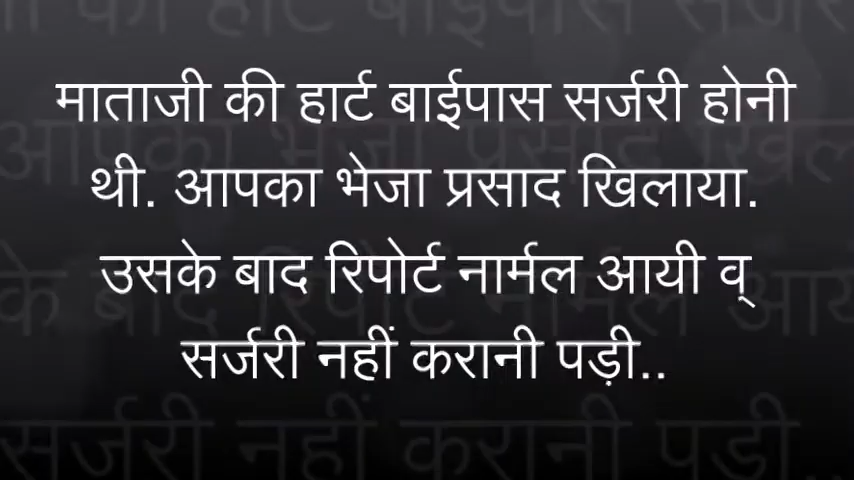 माताजी की हार्ट बाईपास सर्जरी होनी
थी. आपका भेजा प्रसाद खिलाया.
उसके बाद रिपोर्ट नार्मल आयी व्
सर्जरी नहीं करानी पड़ी..